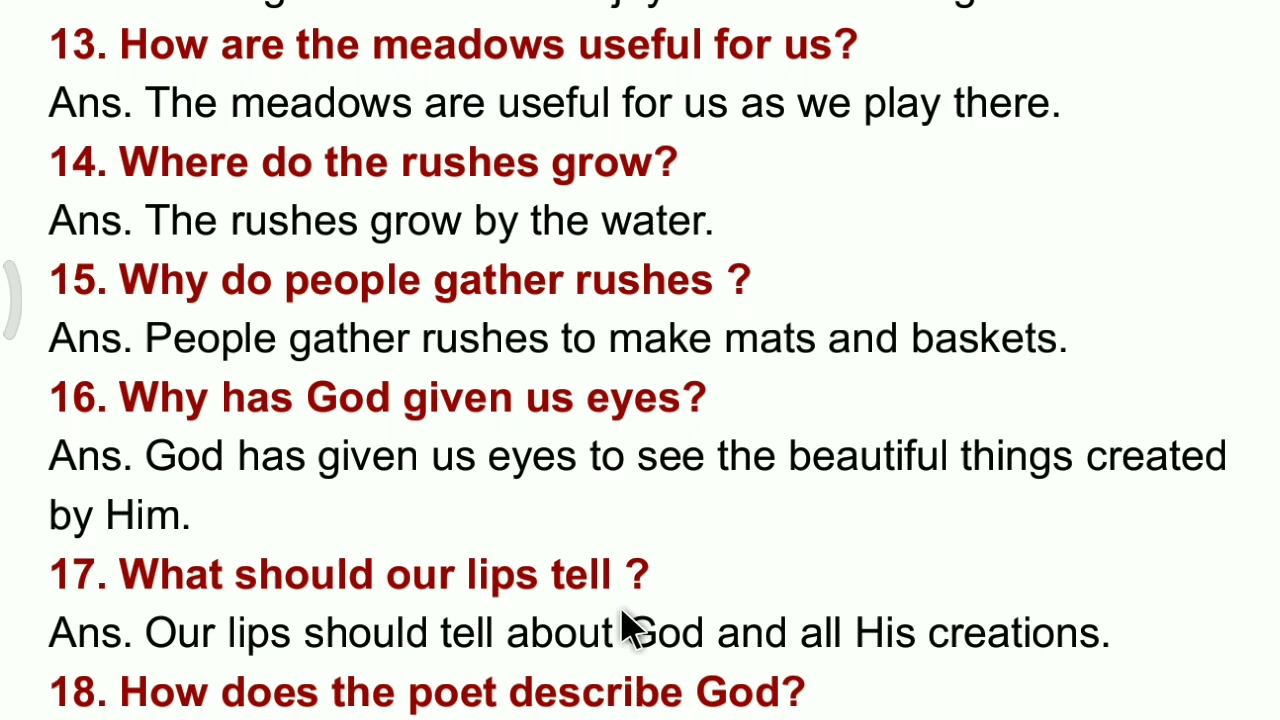 13. How are the meadows useful for us?
Ans. The meadows are useful for us as we play there.
14. Where do the rushes grow?
Ans. The rushes grow by the water.
15. Why do people gather rushes ?
Ans. People gather rushes to make mats and baskets.
16. Why has God given us eyes?
Ans. God has given us eyes to see the beautiful things created
by Him.
17. What should our lips tell ?
Ans. Our lips should tell about God and all His creations.
18. How does the poet describe God?